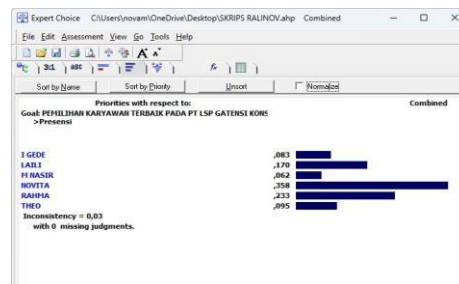 Expert Choice C:\Users\novam\OneDrive\Desktop\SKRIPS RALINOV.ahp Combined
File Edit Assessment View Go Tools Help
3:1 ABC
Sort by Name Sort by Priority Unsort Normalize
Priorities with respect to: Combined
Goal: PEMILIHAN KARYAWAN TERBAIK PADA PT LSP GATENSI KONS
>Presensi
I GEDE ,083
LAILI ,170
M NASIR ,062
NOVITA ,358
RAHMA ,233
THEO ,095
Inconsistency = 0,03
with 0 missing judgments.